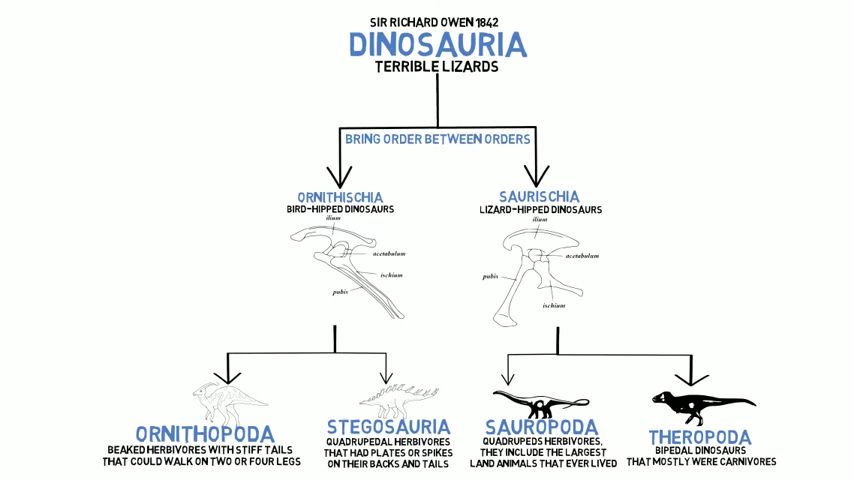 SIR RICHARD OWEN 1842
DINOSAURIA
TERRIBLE LIZARDS
BRING ORDER BETWEEN ORDERS
ORNITHISCHIA
BIRD-HIPPED DINOSAURS
ilium
acetabulum
ischium
pubis
SAURISCHIA
LIZARD-HIPPED DINOSAURS
ilium
acetabulum
pubis
ischium
ORNITHOPODA
BEAKED HERBIVORES WITH STIFF TAILS
THAT COULD WALK ON TWO OR FOUR LEGS
STEGOSAURIA
QUADRUPEDAL HERBIVORES
THAT HAD PLATES OR SPIKES
ON THEIR BACKS AND TAILS
SAUROPODA
QUADRUPEDS HERBIVORES,
THEY INCLUDE THE LARGEST
LAND ANIMALS THAT EVER LIVED
THEROPODA
BIPEDAL DINOSAURS
THAT MOSTLY WERE CARNIVORES